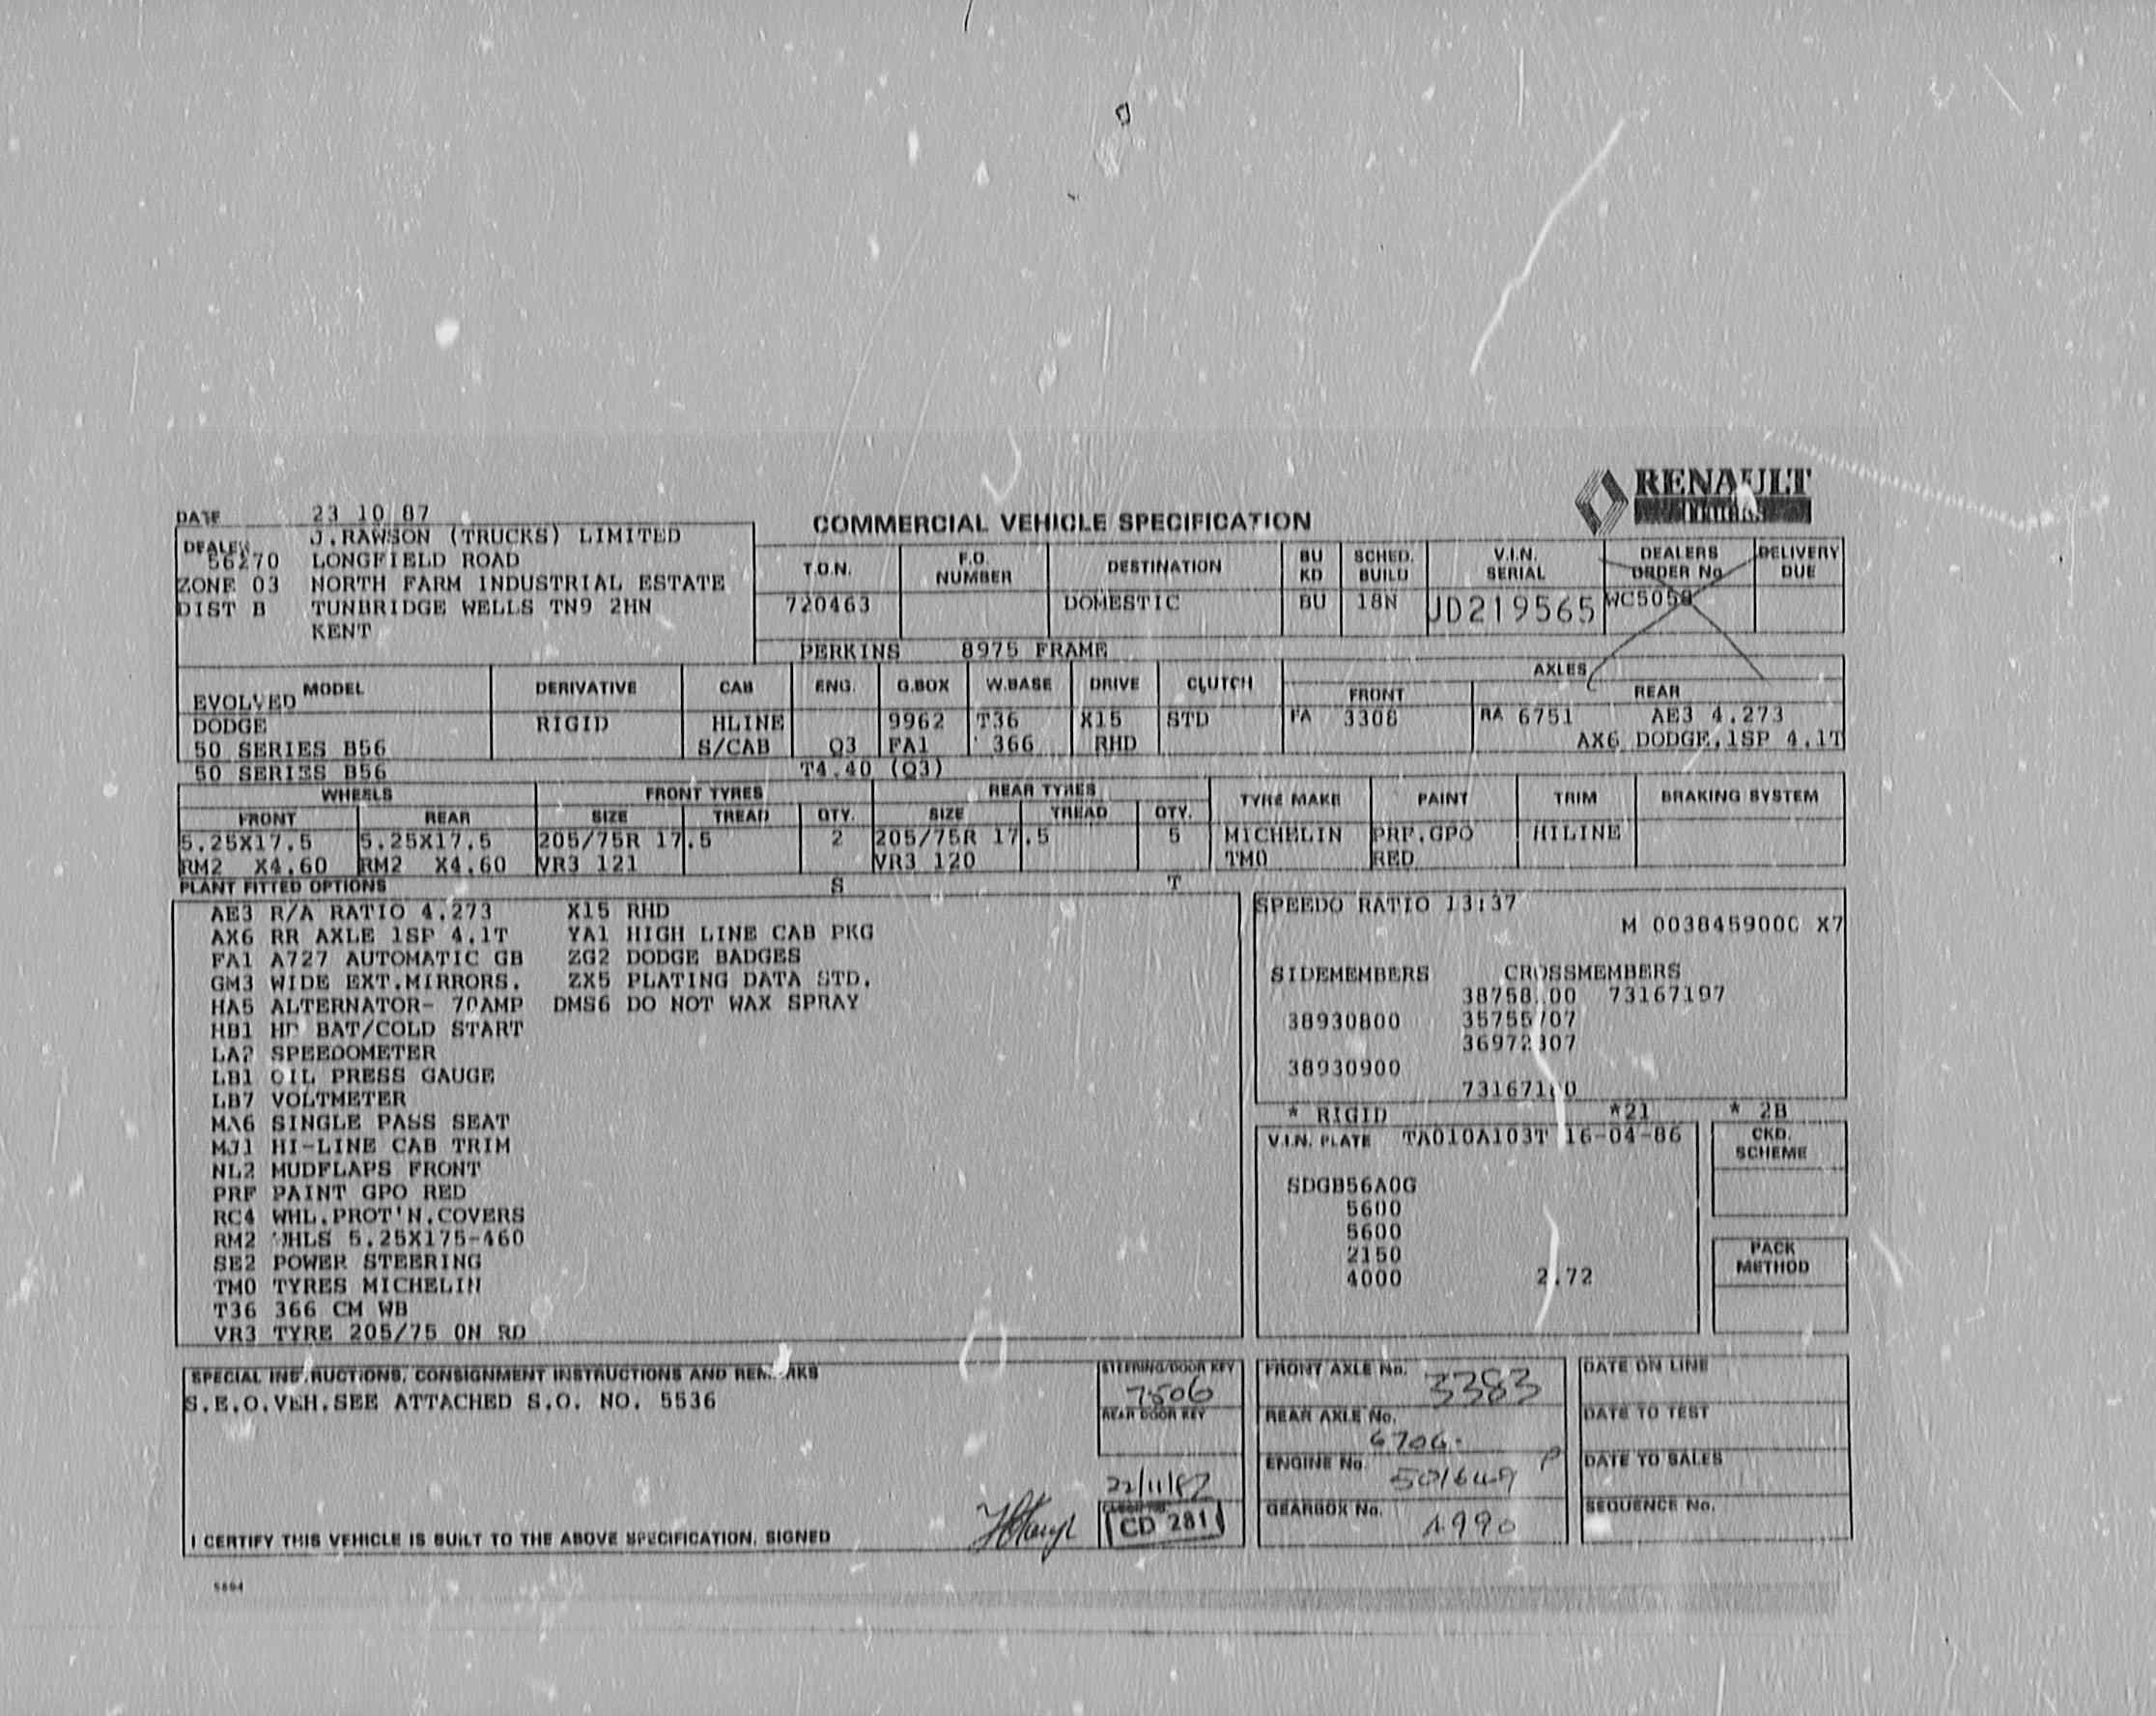 RENAULT
TRUCKS
DATE 23 10 87
COMMERCIAL VEHICLE SPECIFICATION
DEALER J.RAWSON (TRUCKS) LIMITED
56270 LONGFIELD ROAD
ZONE 03 NORTH FARM INDUSTRIAL ESTATE
DIST B TUNBRIDGE WELLS TN9 2HN
KENT
T.O.N. F.O. NUMBER DESTINATION BU KD SCHED. BUILD V.I.N. SERIAL DEALERS ORDER No DELIVERY DUE
720463 DOMESTIC BU 18N JD219565 WC5058
PERKINS 8975 FRAME
MODEL DERIVATIVE CAB ENG. G.BOX W.BASE DRIVE CLUTCH AXLES
FRONT REAR
EVOLVED
DODGE RIGID HLINE 9962 T36 X15 STD FA 3308 RA 6751 AE3 4.273
50 SERIES B56 S/CAB Q3 FA1 366 RHD AX6 DODGE.1SP 4.1T
50 SERIES B56 T4.40 (Q3)
WHEELS FRONT TYRES REAR TYRES TYRE MAKE PAINT TRIM BRAKING SYSTEM
FRONT REAR SIZE TREAD QTY. SIZE TREAD QTY.
5.25X17.5 5.25X17.5 205/75R 17.5 2 205/75R 17.5 5 MICHELIN PRF.GPO HILINE
RM2 X4.60 RM2 X4.60 VR3 121 VR3 120 TM0 RED
PLANT FITTED OPTIONS S T
AE3 R/A RATIO 4.273 X15 RHD
AX6 RR AXLE 1SP 4.1T YA1 HIGH LINE CAB PKG
FA1 A727 AUTOMATIC GB ZG2 DODGE BADGES
GM3 WIDE EXT.MIRRORS. ZX5 PLATING DATA STD.
HA5 ALTERNATOR- 70AMP DMS6 DO NOT WAX SPRAY
HB1 HD BAT/COLD START
LA2 SPEEDOMETER
LB1 OIL PRESS GAUGE
LB7 VOLTMETER
MA6 SINGLE PASS SEAT
MJ1 HI-LINE CAB TRIM
NL2 MUDFLAPS FRONT
PRF PAINT GPO RED
RC4 WHL.PROT'N.COVERS
RM2 WHLS 5.25X175-460
SE2 POWER STEERING
TM0 TYRES MICHELIN
T36 366 CM WB
VR3 TYRE 205/75 ON RD
SPEEDO RATIO 13:37
M 003845900C X7
SIDEMEMBERS CROSSMEMBERS
73167197
38930800 35755707
36972307
38930900
* RIGID *21 * 2B
V.I.N. PLATE TA010A103T 16-04-86
CKD. SCHEME
SDGB56A0G
5600
5600
2150
4000 2.72
PACK METHOD
SPECIAL INSTRUCTIONS, CONSIGNMENT INSTRUCTIONS AND REMARKS
S.E.O.VEH.SEE ATTACHED S.O. NO. 5536
STEERING/DOOR KEY
7506
REAR DOOR KEY
22/11/87
CD 281
FRONT AXLE No. 3383
REAR AXLE No.
6706.
ENGINE No.
501649 P
GEARBOX No.
1990
DATE ON LINE
DATE TO TEST
DATE TO SALES
SEQUENCE No.
I CERTIFY THIS VEHICLE IS BUILT TO THE ABOVE SPECIFICATION. SIGNED